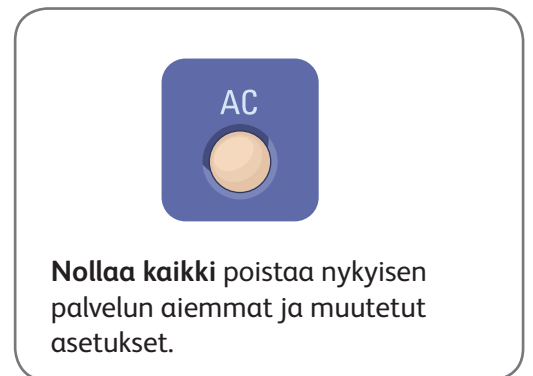 AC
Nollaa kaikki poistaa nykyisen
palvelun aiemmat ja muutetut
asetukset.